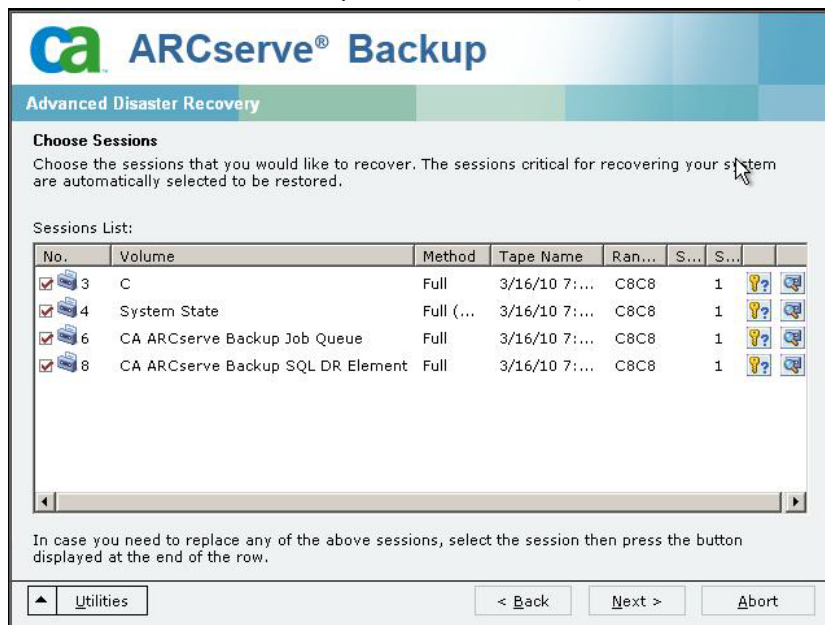 ca ARCserve® Backup
Advanced Disaster Recovery
Choose Sessions
Choose the sessions that you would like to recover. The sessions critical for recovering your system
are automatically selected to be restored.
Sessions List:
No. Volume Method Tape Name Ran... S... S...
3 C Full 3/16/10 7:... C8C8 1
4 System State Full (... 3/16/10 7:... C8C8 1
6 CA ARCserve Backup Job Queue Full 3/16/10 7:... C8C8 1
8 CA ARCserve Backup SQL DR Element Full 3/16/10 7:... C8C8 1
In case you need to replace any of the above sessions, select the session then press the button
displayed at the end of the row.
Utilities < Back Next > Abort